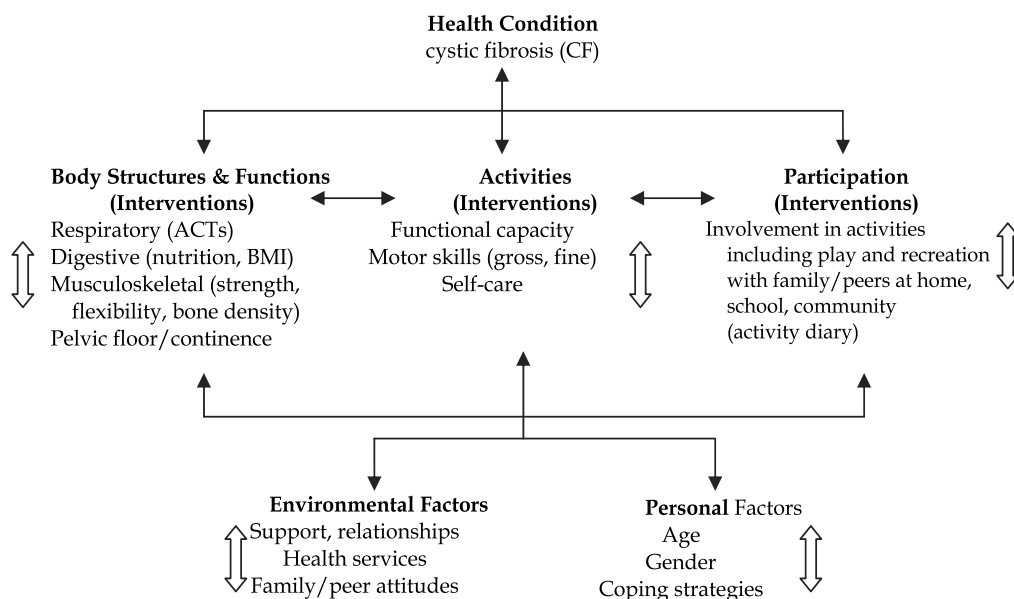 Health Condition
cystic fibrosis (CF)
Body Structures & Functions
(Interventions)
Respiratory (ACTs)
Digestive (nutrition, BMI)
Musculoskeletal (strength,
flexibility, bone density)
Pelvic floor/continence
Activities
(Interventions)
Functional capacity
Motor skills (gross, fine)
Self-care
Participation
(Interventions)
Involvement in activities
including play and recreation
with family/peers at home,
school, community
(activity diary)
Environmental Factors
Support, relationships
Health services
Family/peer attitudes
Personal Factors
Age
Gender
Coping strategies